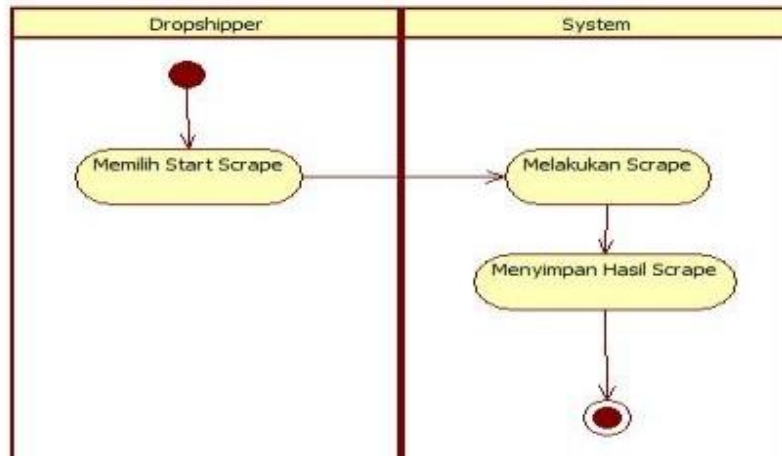 Dropshipper
System
Memilih Start Scrape
Melakukan Scrape
Menyimpan Hasil Scrape